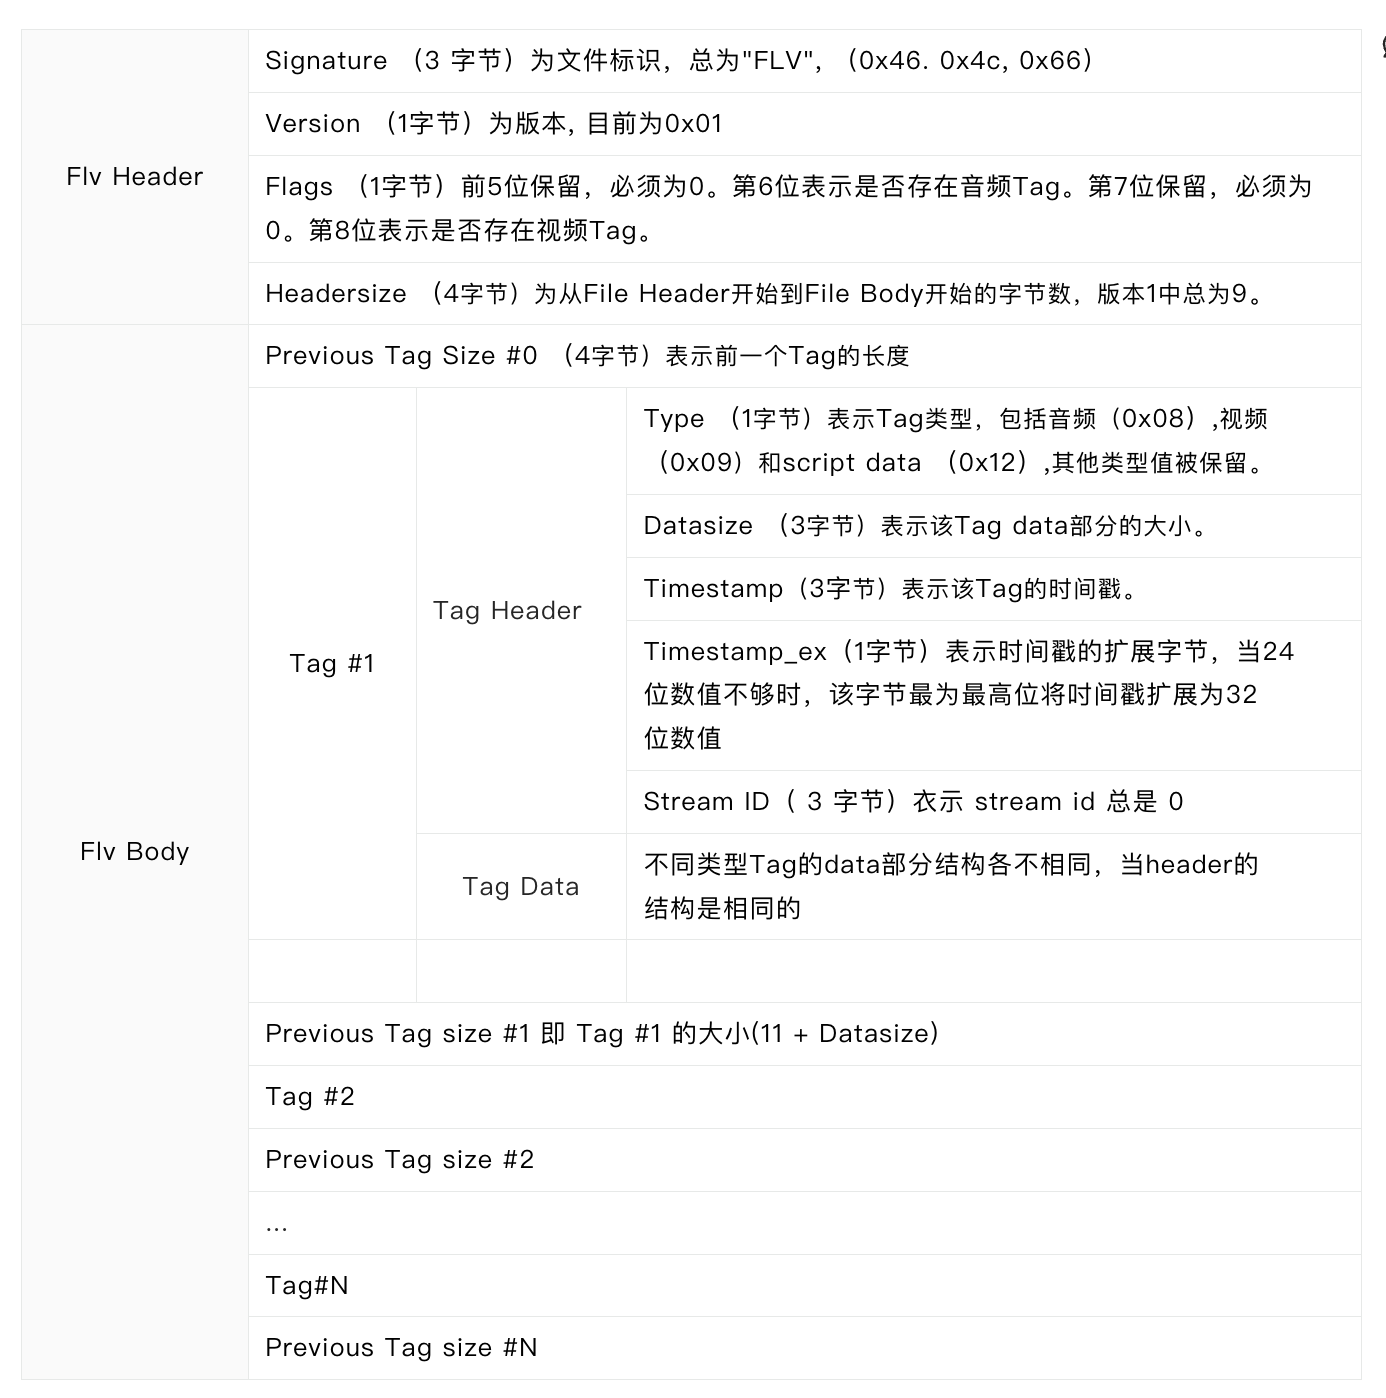 Flv Header
Signature （3 字节）为文件标识，总为"FLV", （0x46. 0x4c, 0x66）
Version （1字节）为版本, 目前为0x01
Flags （1字节）前5位保留，必须为0。第6位表示是否存在音频Tag。第7位保留，必须为
0。第8位表示是否存在视频Tag。
Headersize （4字节）为从File Header开始到File Body开始的字节数，版本1中总为9。
Flv Body
Previous Tag Size #0 （4字节）表示前一个Tag的长度
Tag #1
Tag Header
Type （1字节）表示Tag类型，包括音频（0x08）,视频
（0x09）和script data （0x12）,其他类型值被保留。
Datasize （3字节）表示该Tag data部分的大小。
Timestamp（3字节）表示该Tag的时间戳。
Timestamp_ex（1字节）表示时间戳的扩展字节，当24
位数值不够时，该字节最为最高位将吋间戳扩展为32
位数值
Stream ID（ 3 字节）衣示 stream id 总是 0
Tag Data
不同类型Tag的data部分结构各不相同，当header的
结构是相同的
Previous Tag size #1 即 Tag #1 的大小(11 + Datasize)
Tag #2
Previous Tag size #2
...
Tag#N
Previous Tag size #N